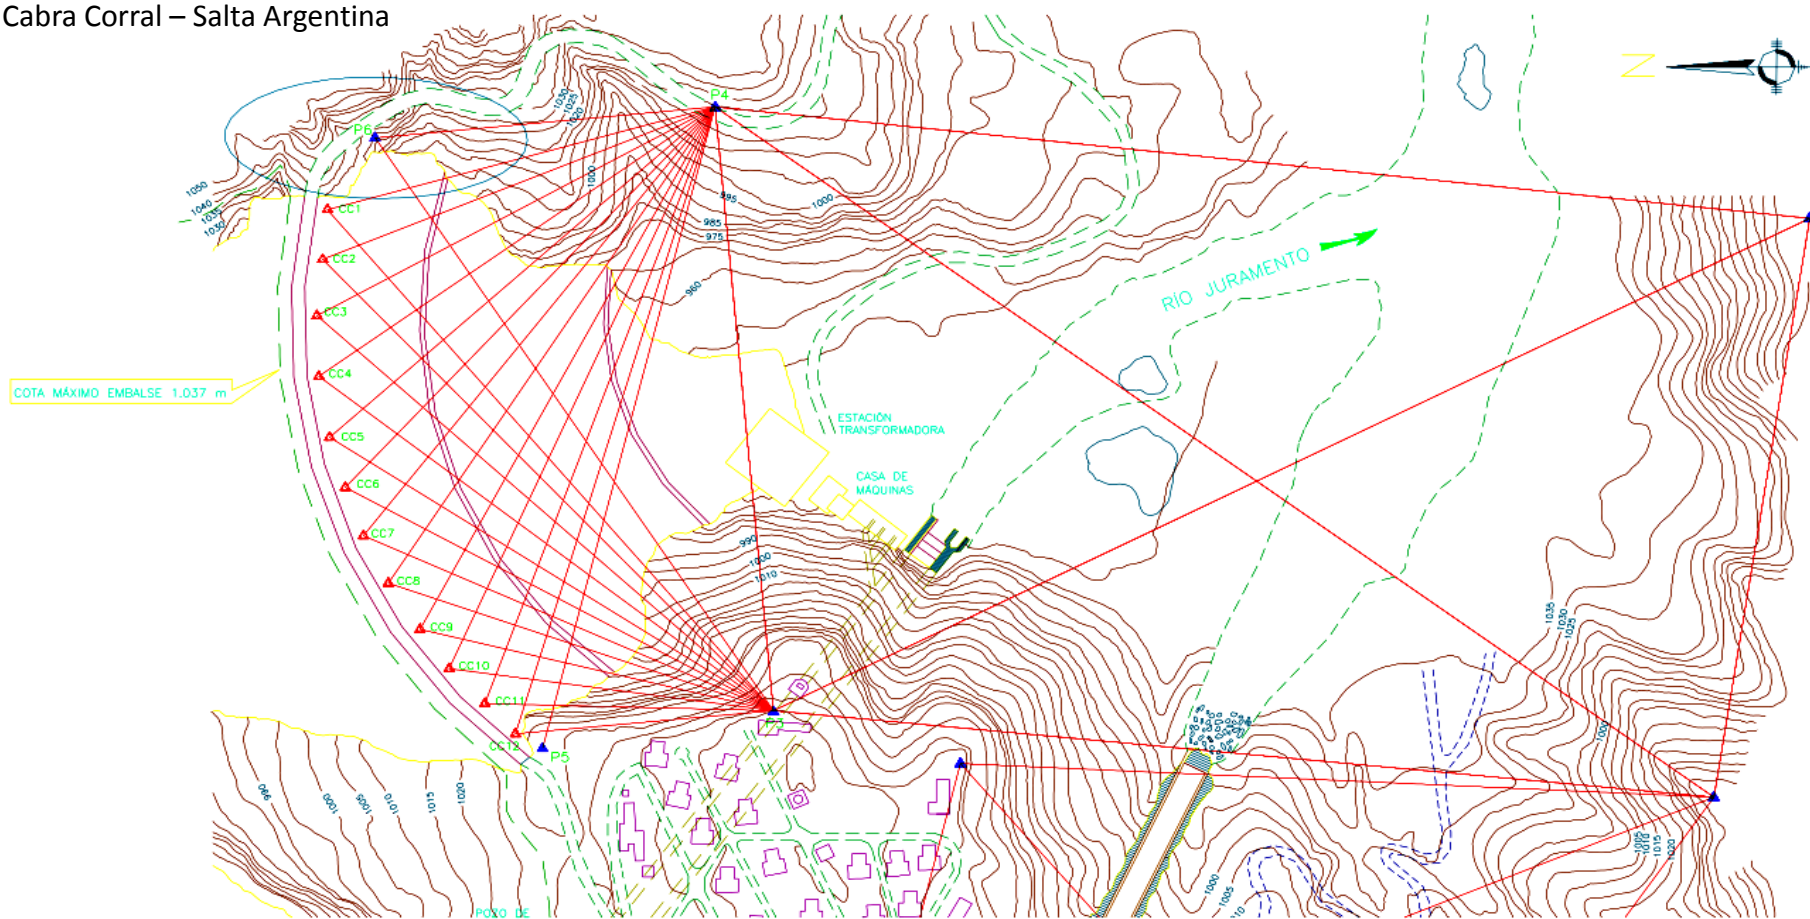 Cabra Corral – Salta Argentina
N
P4
P6
1030
1025
1020
1000
1050
1040
1035
1030
CC1
995
1000
985
975
CC2
960
RÍO JURAMENTO
CC3
CC4
COTA MÁXIMO EMBALSE 1.037 m
ESTACIÓN
TRANSFORMADORA
CC5
CASA DE
MÁQUINAS
CC6
CC7
990
1000
1010
CC8
1035
1030
1025
CC9
CC10
CC11
CC12
P5
1000
990
1000
1005
1010
1015
1020
1005
1010
1015
1020
1000
1005
POZO DE